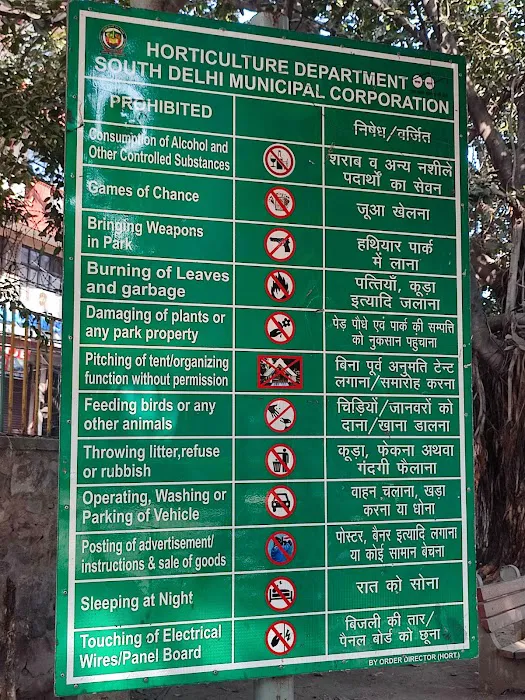 HORTICULTURE DEPARTMENT
SOUTH DELHI MUNICIPAL CORPORATION
PROHIBITED
निषेध/वर्जित
Consumption of Alcohol and
Other Controlled Substances
शराब व अन्य नशीले
पदार्थों का सेवन
Games of Chance
जूआ खेलना
Bringing Weapons
in Park
हथियार पार्क
में लाना
Burning of Leaves
and garbage
पत्तियाँ, कूड़ा
इत्यादि जलाना
Damaging of plants or
any park property
पेड़ पौधे एवं पार्क की सम्पत्ति
को नुकसान पहुंचाना
Pitching of tent/organizing
function without permission
बिना पूर्व अनुमति टेन्ट
लगाना/समारोह करना
Feeding birds or any
other animals
चिड़ियों/जानवरों को
दाना/खाना डालना
Throwing litter,refuse
or rubbish
कूड़ा, फेकना अथवा
गंदगी फैलाना
Operating, Washing or
Parking of Vehicle
वाहन चलाना, खड़ा
करना या धोना
Posting of advertisement/
instructions & sale of goods
पोस्टर, बैनर इत्यादि लगाना
या कोई सामान बेचना
Sleeping at Night
रात को सोना
Touching of Electrical
Wires/Panel Board
बिजली की तार/
पैनल बोर्ड को छूना
BY ORDER DIRECTOR (HORT.)